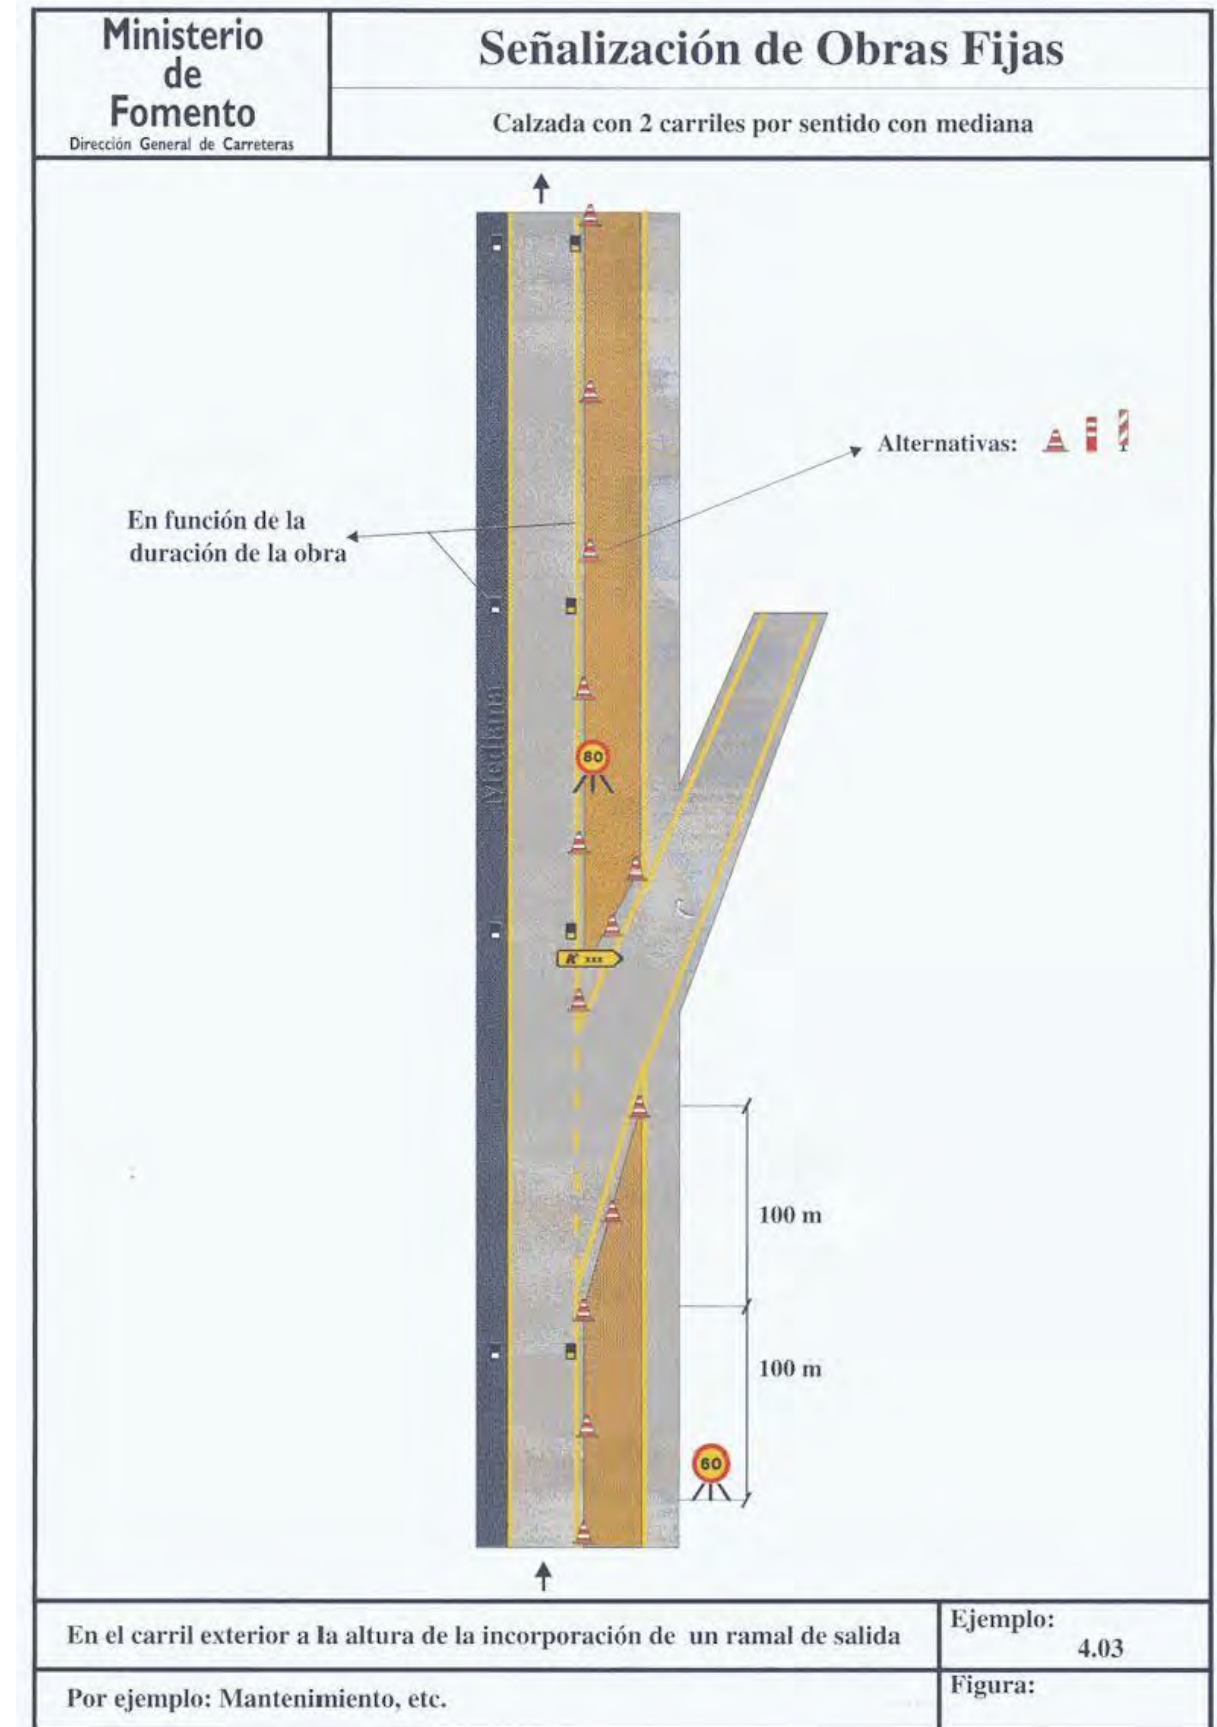 Ministerio
de
Fomento
Dirección General de Carreteras
Señalización de Obras Fijas
Calzada con 2 carriles por sentido con mediana
Alternativas:
En función de la
duración de la obra
Mediana
80
xxx
100 m
100 m
60
En el carril exterior a la altura de la incorporación de un ramal de salida
Ejemplo:
4.03
Por ejemplo: Mantenimiento, etc.
Figura: